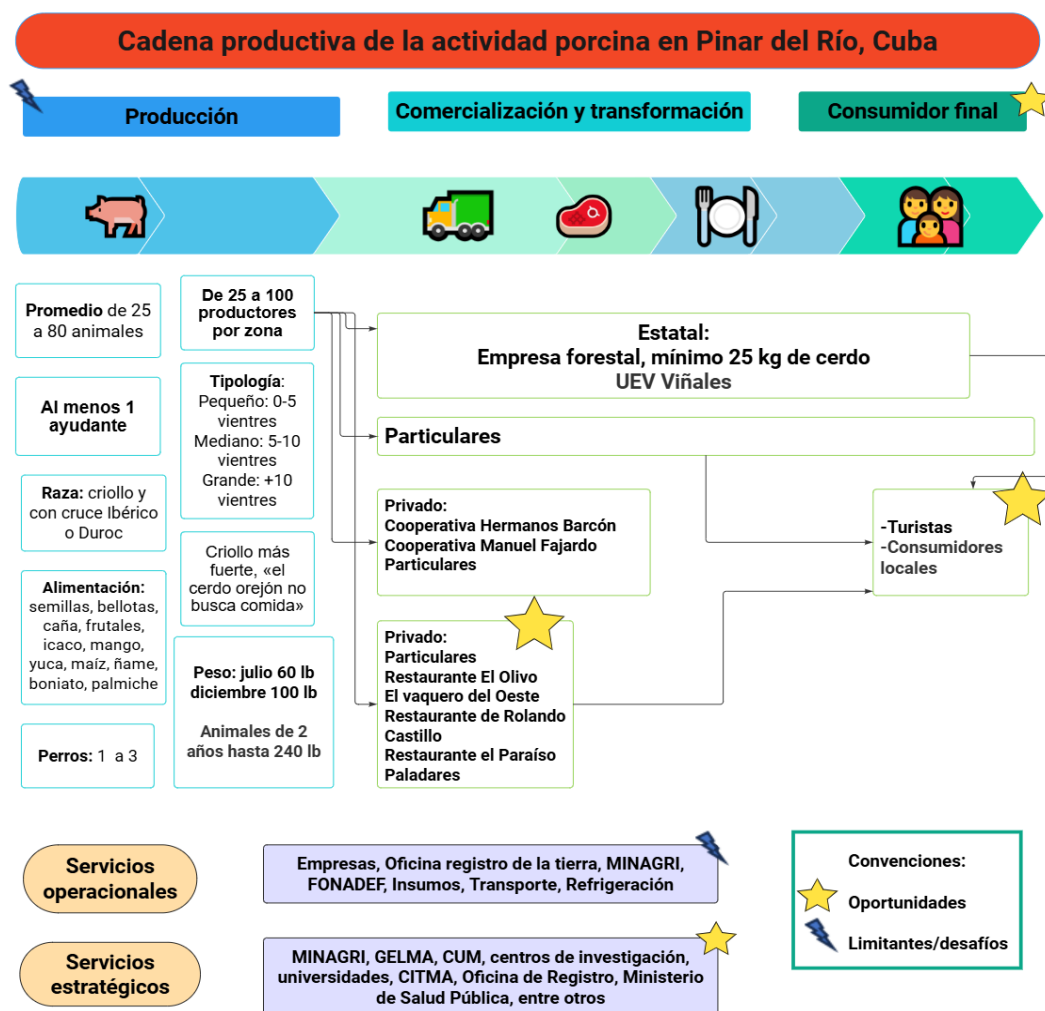 Cadena productiva de la actividad porcina en Pinar del Río, Cuba
Producción
Comercialización y transformación
Consumidor final
Promedio de 25
a 80 animales
Al menos 1
ayudante
Raza: criollo y
con cruce Ibérico
o Duroc
Alimentación:
semillas, bellotas,
caña, frutales,
icaco, mango,
yuca, maíz, ñame,
boniato, palmiche
Perros: 1 a 3
De 25 a 100
productores
por zona
Tipología:
Pequeño: 0-5
vientres
Mediano: 5-10
vientres
Grande: +10
vientres
Criollo más
fuerte, «el
cerdo orejón no
busca comida»
Peso: julio 60 lb
diciembre 100 lb
Animales de 2
años hasta 240 lb
Estatal:
Empresa forestal, mínimo 25 kg de cerdo
UEV Viñales
Particulares
Privado:
Cooperativa Hermanos Barcón
Cooperativa Manuel Fajardo
Particulares
Privado:
Particulares
Restaurante El Olivo
El vaquero del Oeste
Restaurante de Rolando
Castillo
Restaurante el Paraíso
Paladares
-Turistas
-Consumidores
locales
Servicios
operacionales
Empresas, Oficina registro de la tierra, MINAGRI,
FONADEF, Insumos, Transporte, Refrigeración
Servicios
estratégicos
MINAGRI, GELMA, CUM, centros de investigación,
universidades, CITMA, Oficina de Registro, Ministerio
de Salud Pública, entre otros
Convenciones:
Oportunidades
Limitantes/desafíos